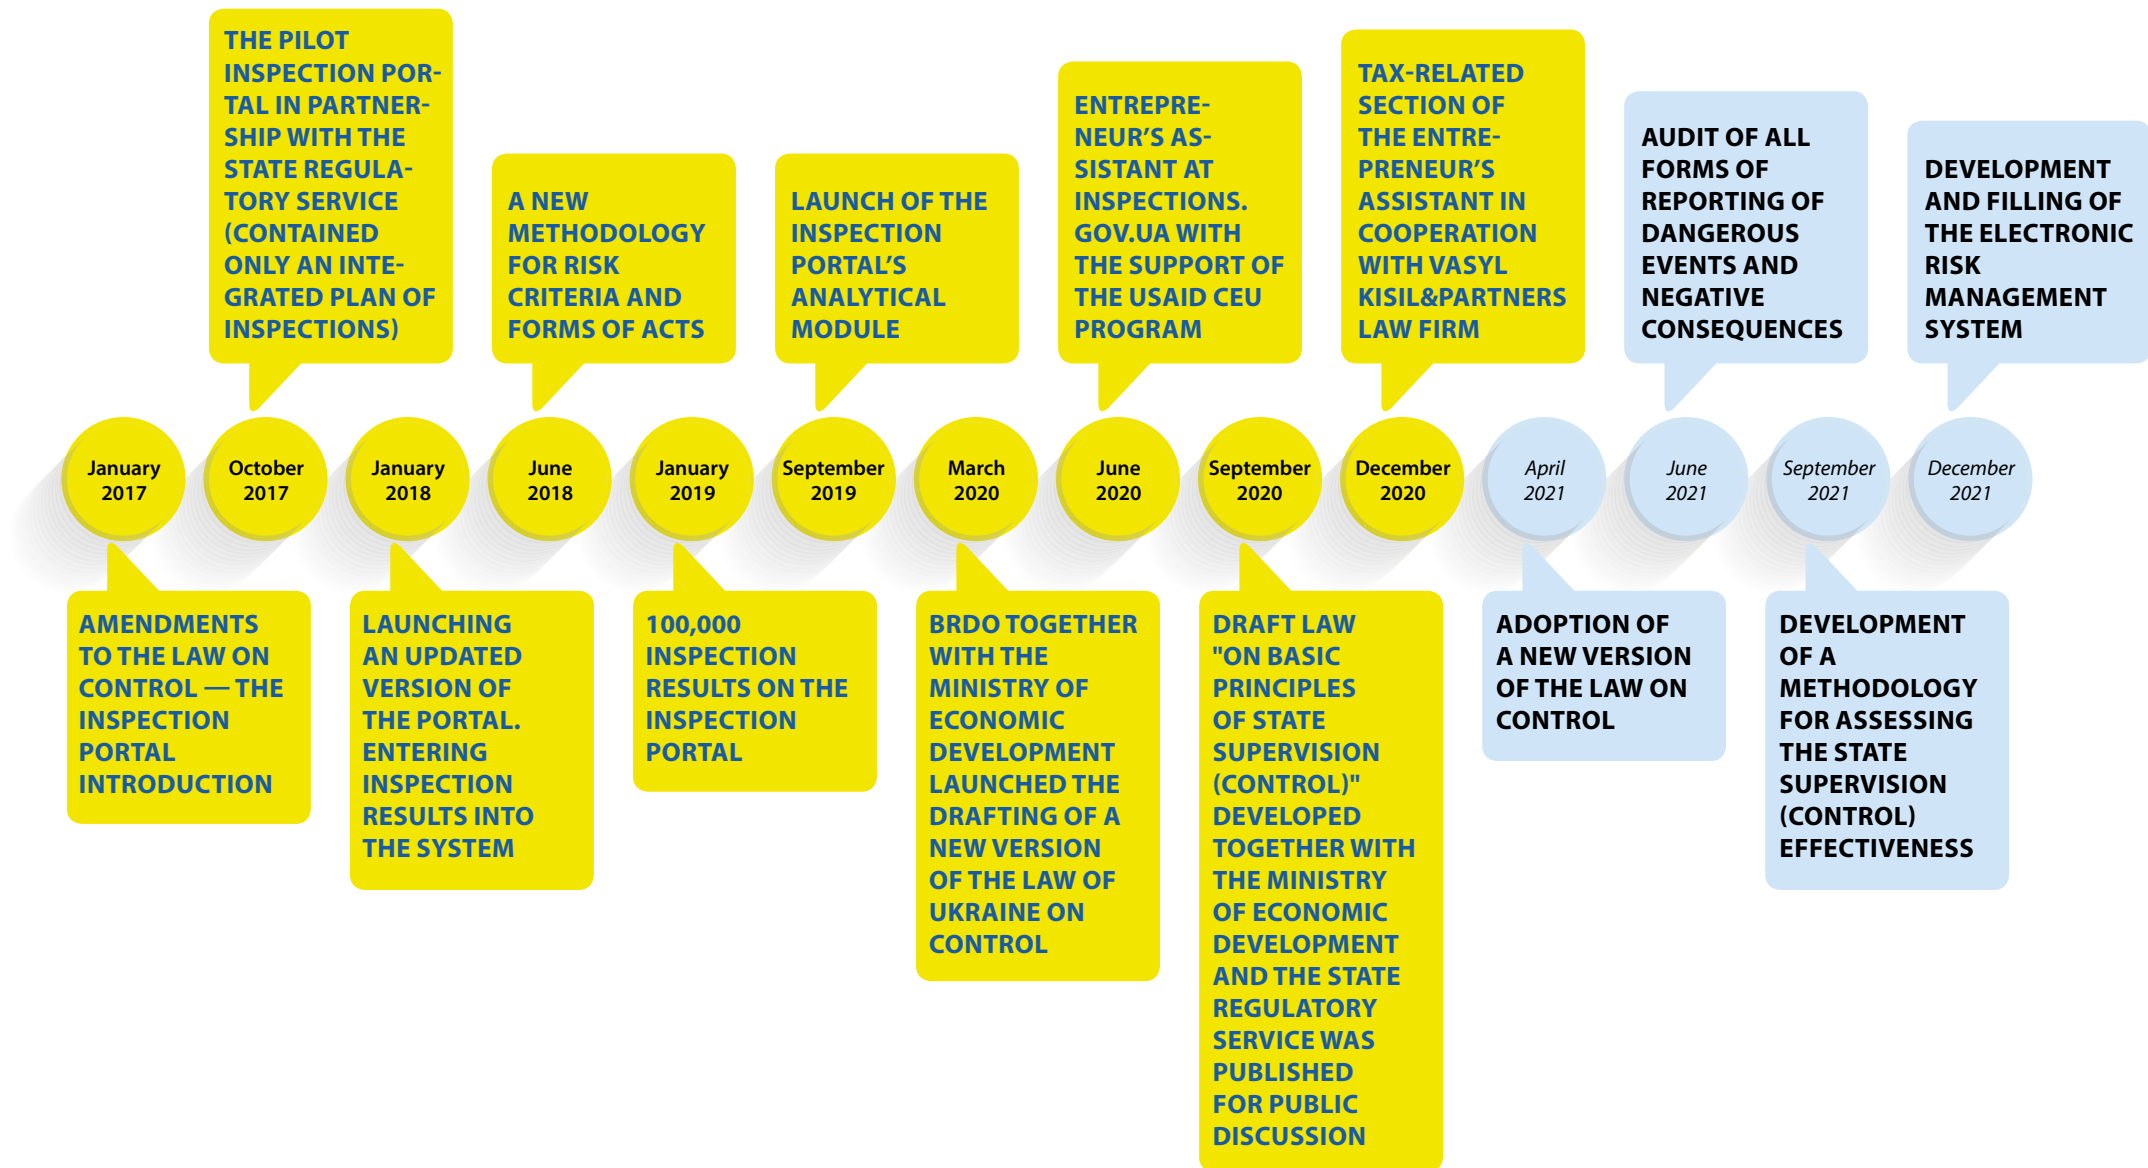 THE PILOT
INSPECTION POR-
TAL IN PARTNER-
SHIP WITH THE
STATE REGULA-
TORY SERVICE
(CONTAINED
ONLY AN INTE-
GRATED PLAN OF
INSPECTIONS)
A NEW
METHODOLOGY
FOR RISK
CRITERIA AND
FORMS OF ACTS
LAUNCH OF THE
INSPECTION
PORTAL'S
ANALYTICAL
MODULE
ENTREPRE-
NEUR'S AS-
SISTANT AT
INSPECTIONS.
GOV.UA WITH
THE SUPPORT OF
THE USAID CEU
PROGRAM
TAX-RELATED
SECTION OF
THE ENTRE-
PRENEUR'S
ASSISTANT IN
COOPERATION
WITH VASYL
KISIL&PARTNERS
LAW FIRM
AUDIT OF ALL
FORMS OF
REPORTING OF
DANGEROUS
EVENTS AND
NEGATIVE
CONSEQUENCES
DEVELOPMENT
AND FILLING OF
THE ELECTRONIC
RISK
MANAGEMENT
SYSTEM
January
2017
October
2017
January
2018
June
2018
January
2019
September
2019
March
2020
June
2020
September
2020
December
2020
April
2021
June
2021
September
2021
December
2021
AMENDMENTS
TO THE LAW ON
CONTROL — THE
INSPECTION
PORTAL
INTRODUCTION
LAUNCHING
AN UPDATED
VERSION OF
THE PORTAL.
ENTERING
INSPECTION
RESULTS INTO
THE SYSTEM
100,000
INSPECTION
RESULTS ON THE
INSPECTION
PORTAL
BRDO TOGETHER
WITH THE
MINISTRY OF
ECONOMIC
DEVELOPMENT
LAUNCHED THE
DRAFTING OF A
NEW VERSION
OF THE LAW OF
UKRAINE ON
CONTROL
DRAFT LAW
"ON BASIC
PRINCIPLES
OF STATE
SUPERVISION
(CONTROL)"
DEVELOPED
TOGETHER WITH
THE MINISTRY
OF ECONOMIC
DEVELOPMENT
AND THE STATE
REGULATORY
SERVICE WAS
PUBLISHED
FOR PUBLIC
DISCUSSION
ADOPTION OF
A NEW VERSION
OF THE LAW ON
CONTROL
DEVELOPMENT
OF A
METHODOLOGY
FOR ASSESSING
THE STATE
SUPERVISION
(CONTROL)
EFFECTIVENESS